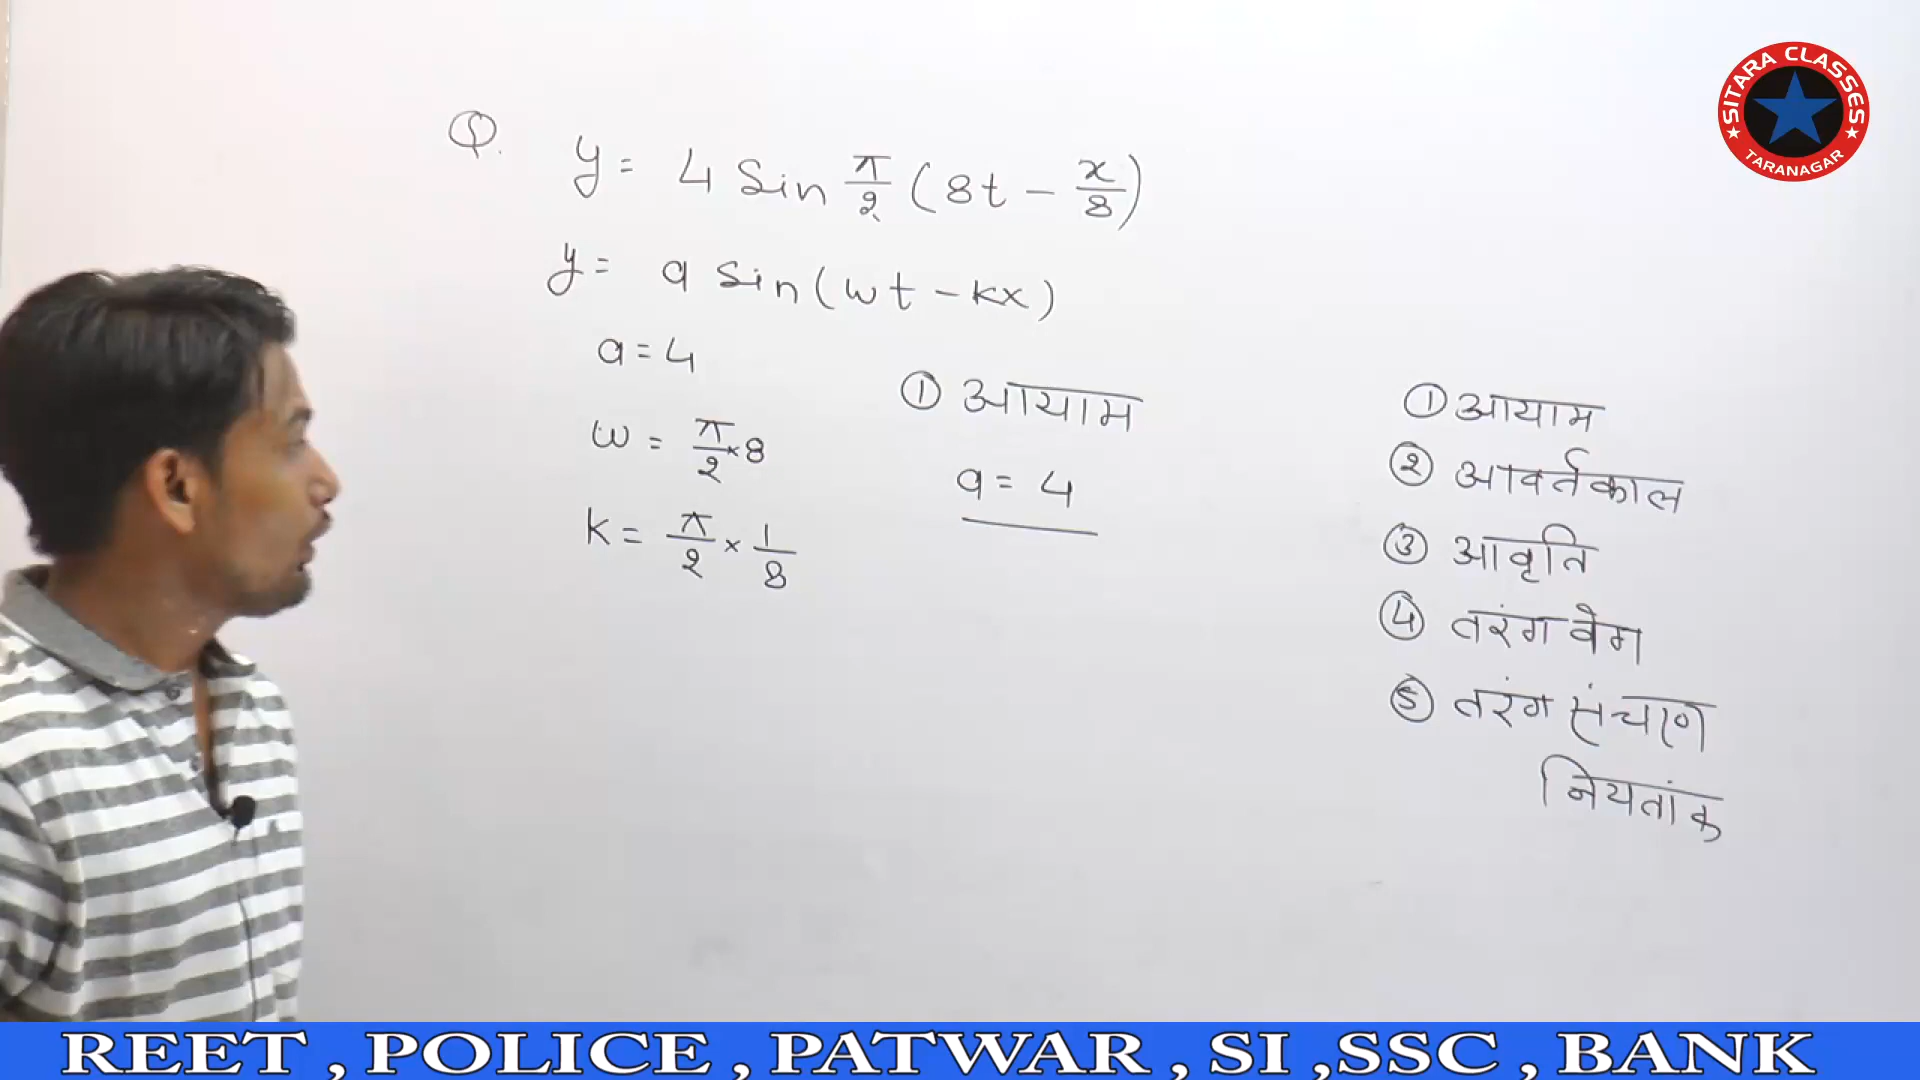 SITARA CLASSES
TARANAGAR
Q. y = 4 Sin π/2 (8t - x/8)
y = a Sin (ωt - kx)
a = 4
ω = π/2 × 8
k = π/2 × 1/8
① आयाम
a = 4
① आयाम
② आवर्तकाल
③ आवृति
④ तरंग वेग
⑤ तरंग संचरण
नियतांक
REET , POLICE , PATWAR , SI ,SSC , BANK